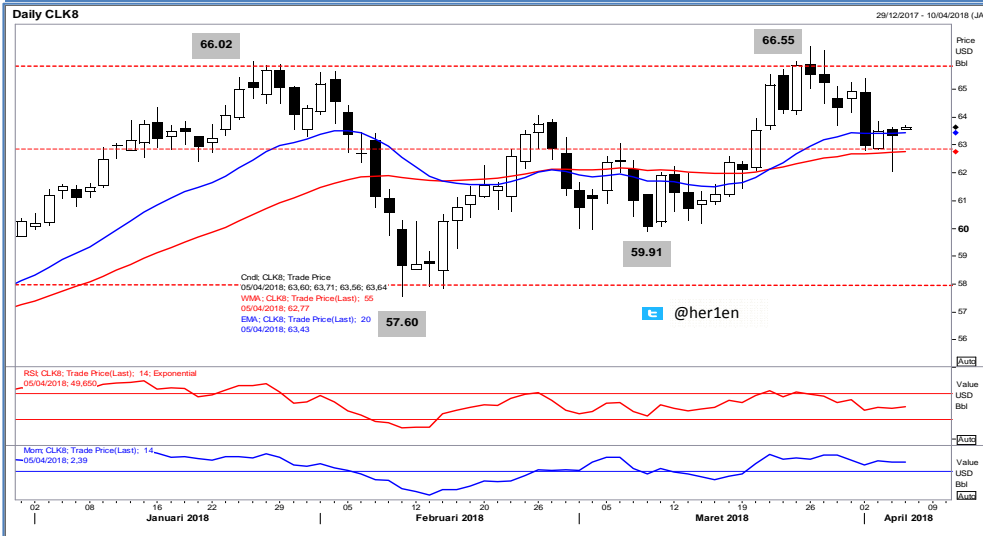 Daily CLK8
29/12/2017 - 10/04/2018 (JA
66.02
66.55
Price
USD
Bbl
65
64
63
62
61
60
59
58
57
56
Auto
59.91
57.60
Cndl; CLK8; Trade Price
05/04/2018; 63,60; 63,71; 63,56; 63,64
WMA; CLK8; Trade Price(Last); 55
05/04/2018; 62,77
EMA; CLK8; Trade Price(Last); 20
05/04/2018; 63,43
@her1en
RSI; CLK8; Trade Price(Last); 14; Exponential
05/04/2018; 49,650
Value
USD
Bbl
Auto
Mom; CLK8; Trade Price(Last); 14
05/04/2018; 2,39
Value
USD
Bbl
Auto
02 08 16 22 29 05 12 20 26 05 12 19 26 02 09
Januari 2018 Februari 2018 Maret 2018 April 2018